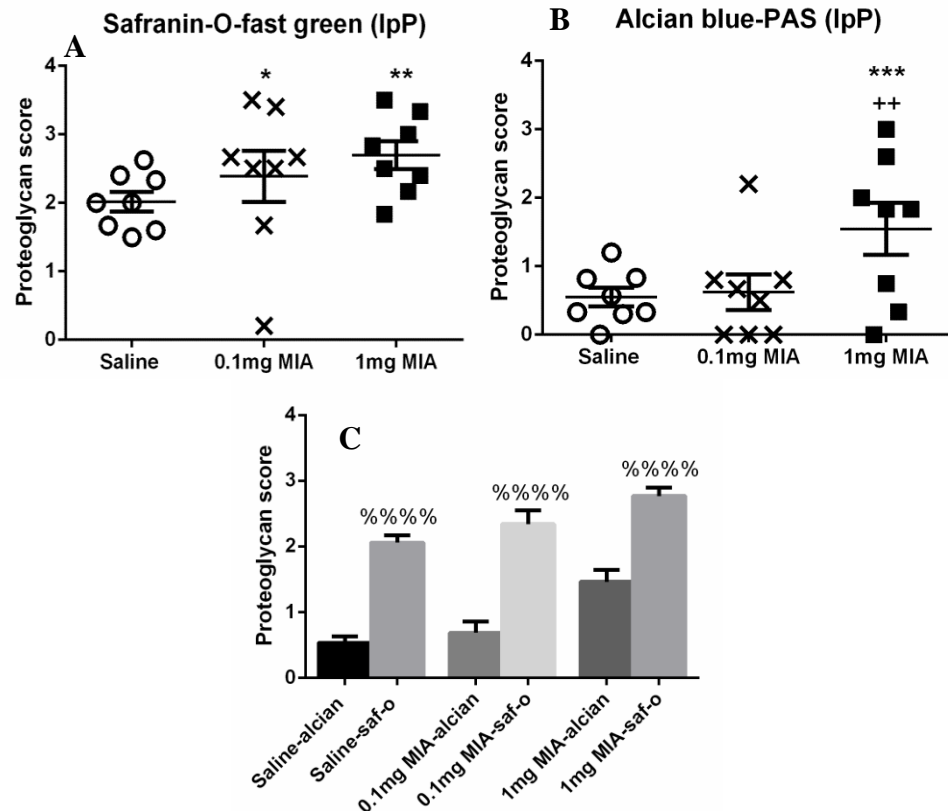 Safranin-O-fast green (IpP)
A
Proteoglycan score
4
3
2
1
0
*
**
Saline
0.1mg MIA
1mg MIA
B
Alcian blue-PAS (IpP)
Proteoglycan score
4
3
2
1
0
***
++
Saline
0.1mg MIA
1mg MIA
C
Proteoglycan score
4
3
2
1
0
%%%%
%%%%
%%%%
Saline-alcian
Saline-saf-o
0.1mg MIA-alcian
0.1mg MIA-saf-o
1mg MIA-alcian
1mg MIA-saf-o